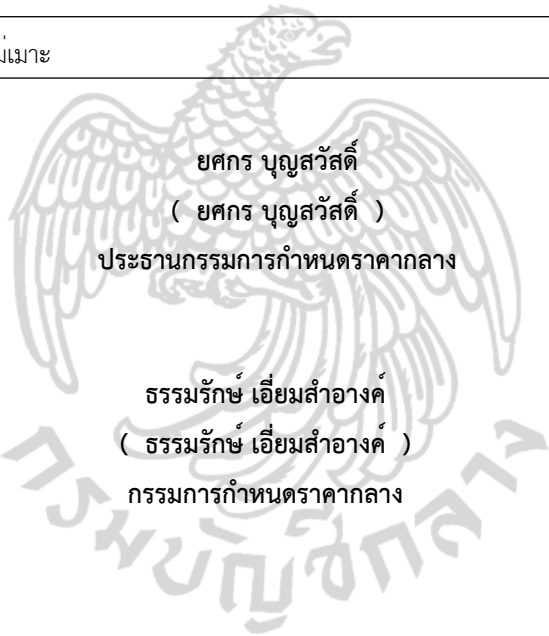 ม่เมาะ
ยศกร บุญสวัสดิ์
( ยศกร บุญสวัสดิ์ )
ประธานกรรมการกำหนดราคากลาง
ธรรมรักษ์ เอี่ยมสำอางค์
( ธรรมรักษ์ เอี่ยมสำอางค์ )
กรรมการกำหนดราคากลาง
กรมบัญชีกลาง